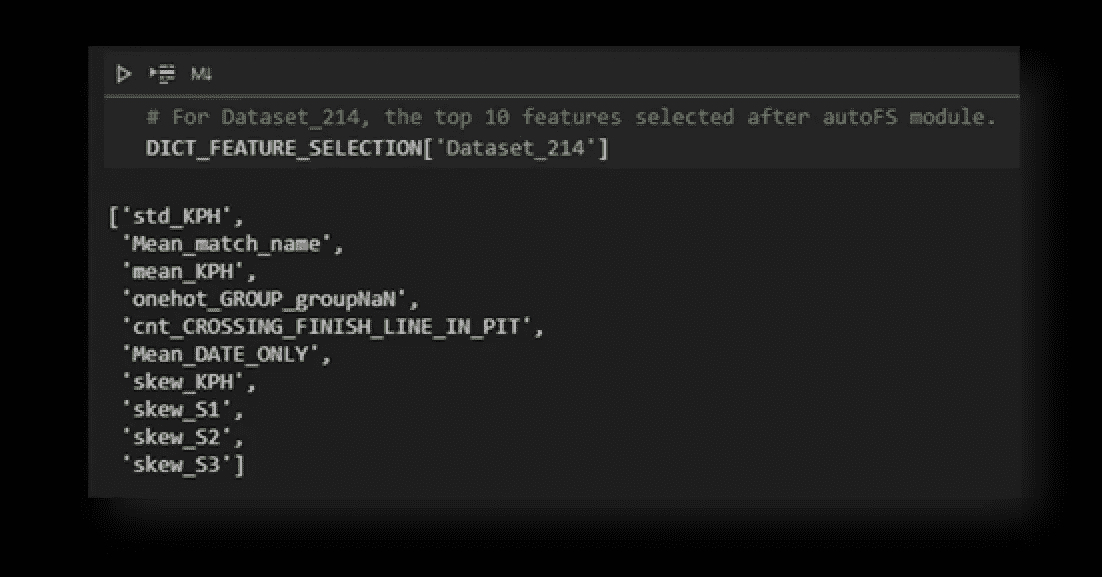 M↓
# For Dataset_214, the top 10 features selected after autoFS module.
DICT_FEATURE_SELECTION['Dataset_214']
['std_KPH',
'Mean_match_name',
'mean_KPH',
'onehot_GROUP_groupNaN',
'cnt_CROSSING_FINISH_LINE_IN_PIT',
'Mean_DATE_ONLY',
'skew_KPH',
'skew_S1',
'skew_S2',
'skew_S3']